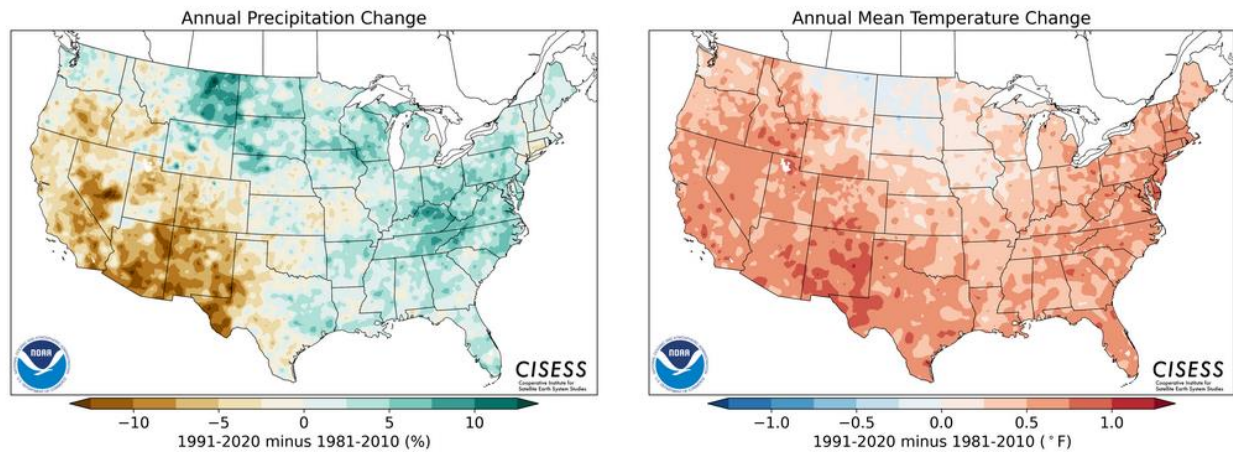 Annual Precipitation Change
NOAA
CISESS
Cooperative Institute for
Satellite Earth System Studies
−10 −5 0 5 10
1991-2020 minus 1981-2010 (%)
Annual Mean Temperature Change
NOAA
CISESS
Cooperative Institute for
Satellite Earth System Studies
−1.0 −0.5 0.0 0.5 1.0
1991-2020 minus 1981-2010 (°F)